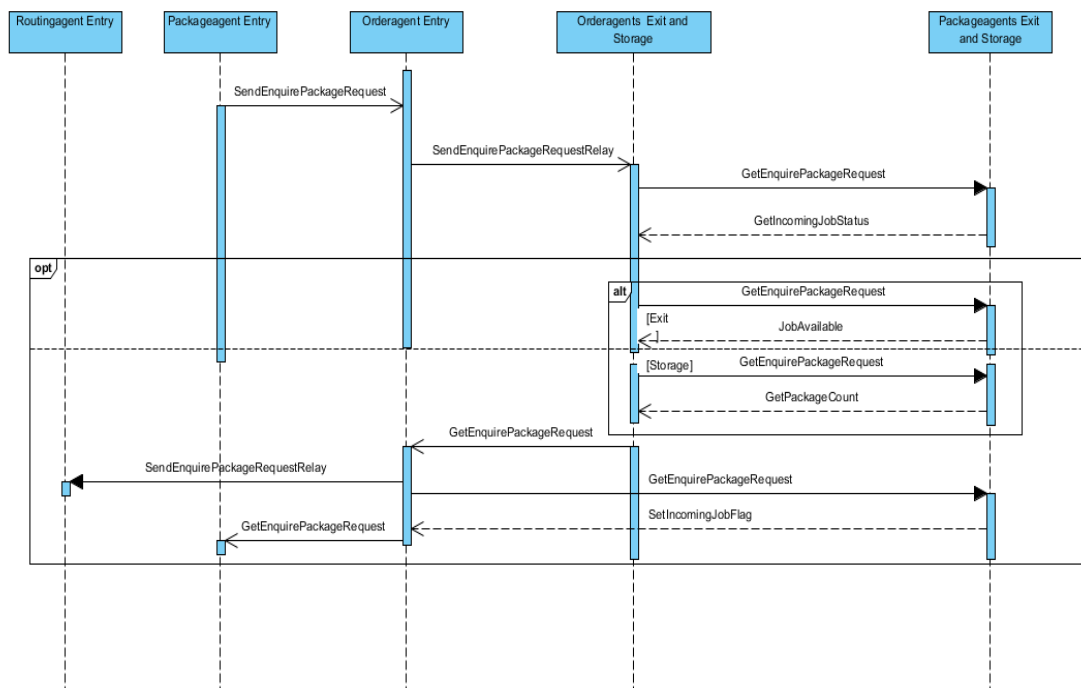 Routingagent Entry
Packageagent Entry
Orderagent Entry
Orderagents Exit and
Storage
Packageagents Exit
and Storage
SendEnquirePackageRequest
SendEnquirePackageRequestRelay
GetEnquirePackageRequest
GetIncomingJobStatus
opt
alt
GetEnquirePackageRequest
[Exit
]
JobAvailable
[Storage]
GetEnquirePackageRequest
GetPackageCount
GetEnquirePackageRequest
SendEnquirePackageRequestRelay
GetEnquirePackageRequest
SetIncomingJobFlag
GetEnquirePackageRequest